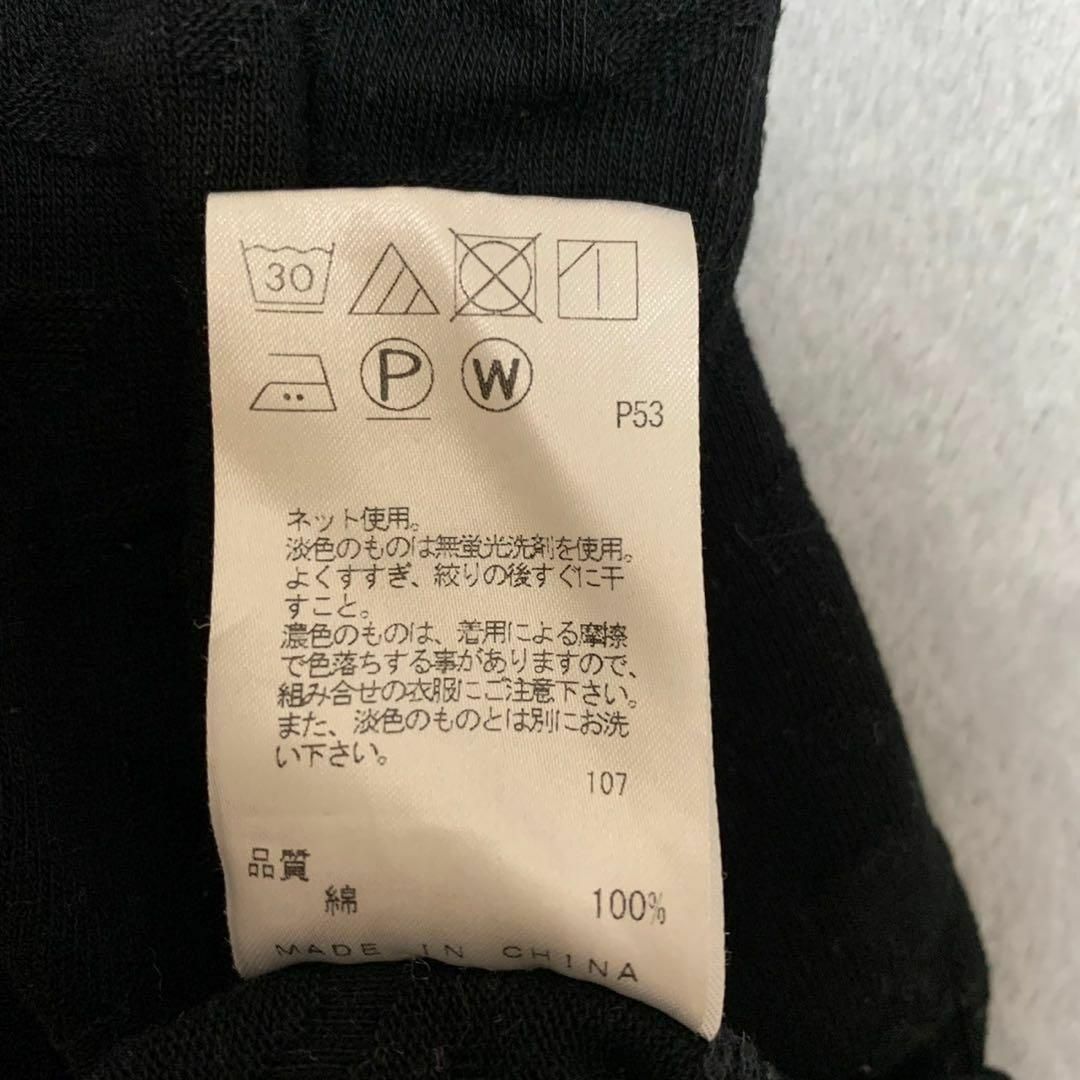 30
P W
P53
ネット使用。
淡色のものは無蛍光洗剤を使用。
よくすすぎ、絞りの後すぐに干
すこと。
濃色のものは、着用による摩擦
で色落ちする事がありますので、
組み合せの衣服にご注意下さい。
また、淡色のものとは別にお洗
い下さい。
107
品質
綿 100%
MADE IN CHINA